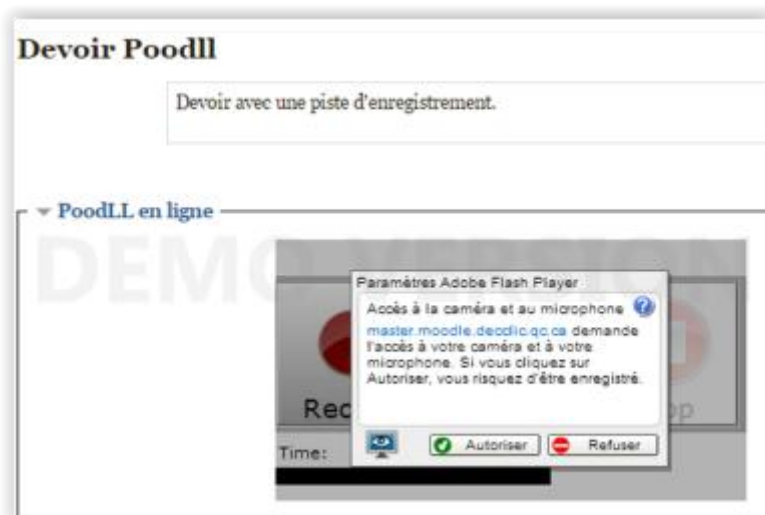 Devoir Poodll
Devoir avec une piste d'enregistrement.
PoodLL en ligne
DEMO VERSION
Paramètres Adobe Flash Player
Accès à la caméra et au microphone
master.moodle.decclic.qc.ca demande
l'accès à votre caméra et à votre
microphone. Si vous cliquez sur
Autoriser, vous risquez d'être enregistré.
Rec
op
Time:
Autoriser
Refuser